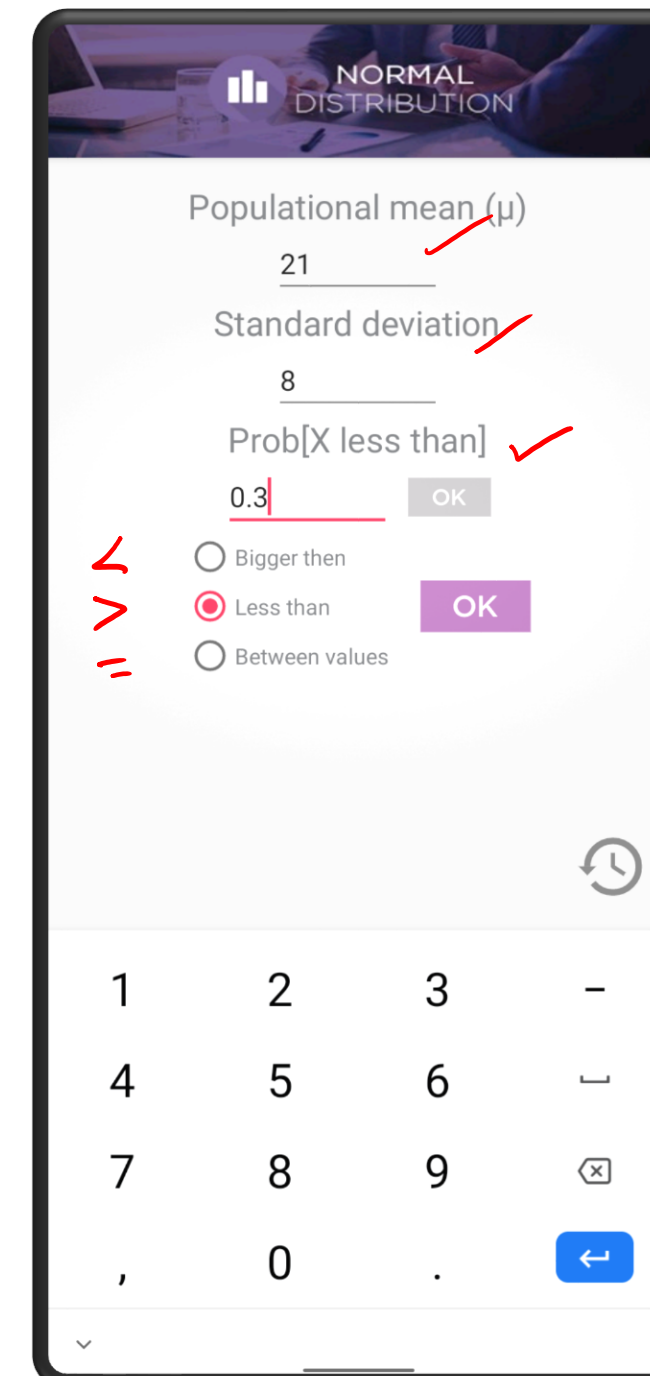 NORMAL
DISTRIBUTION
Populational mean (μ)
21
Standard deviation
8
Prob[X less than]
0.3 OK
< Bigger then
> Less than OK
= Between values
1 2 3 -
4 5 6
7 8 9
, 0 .